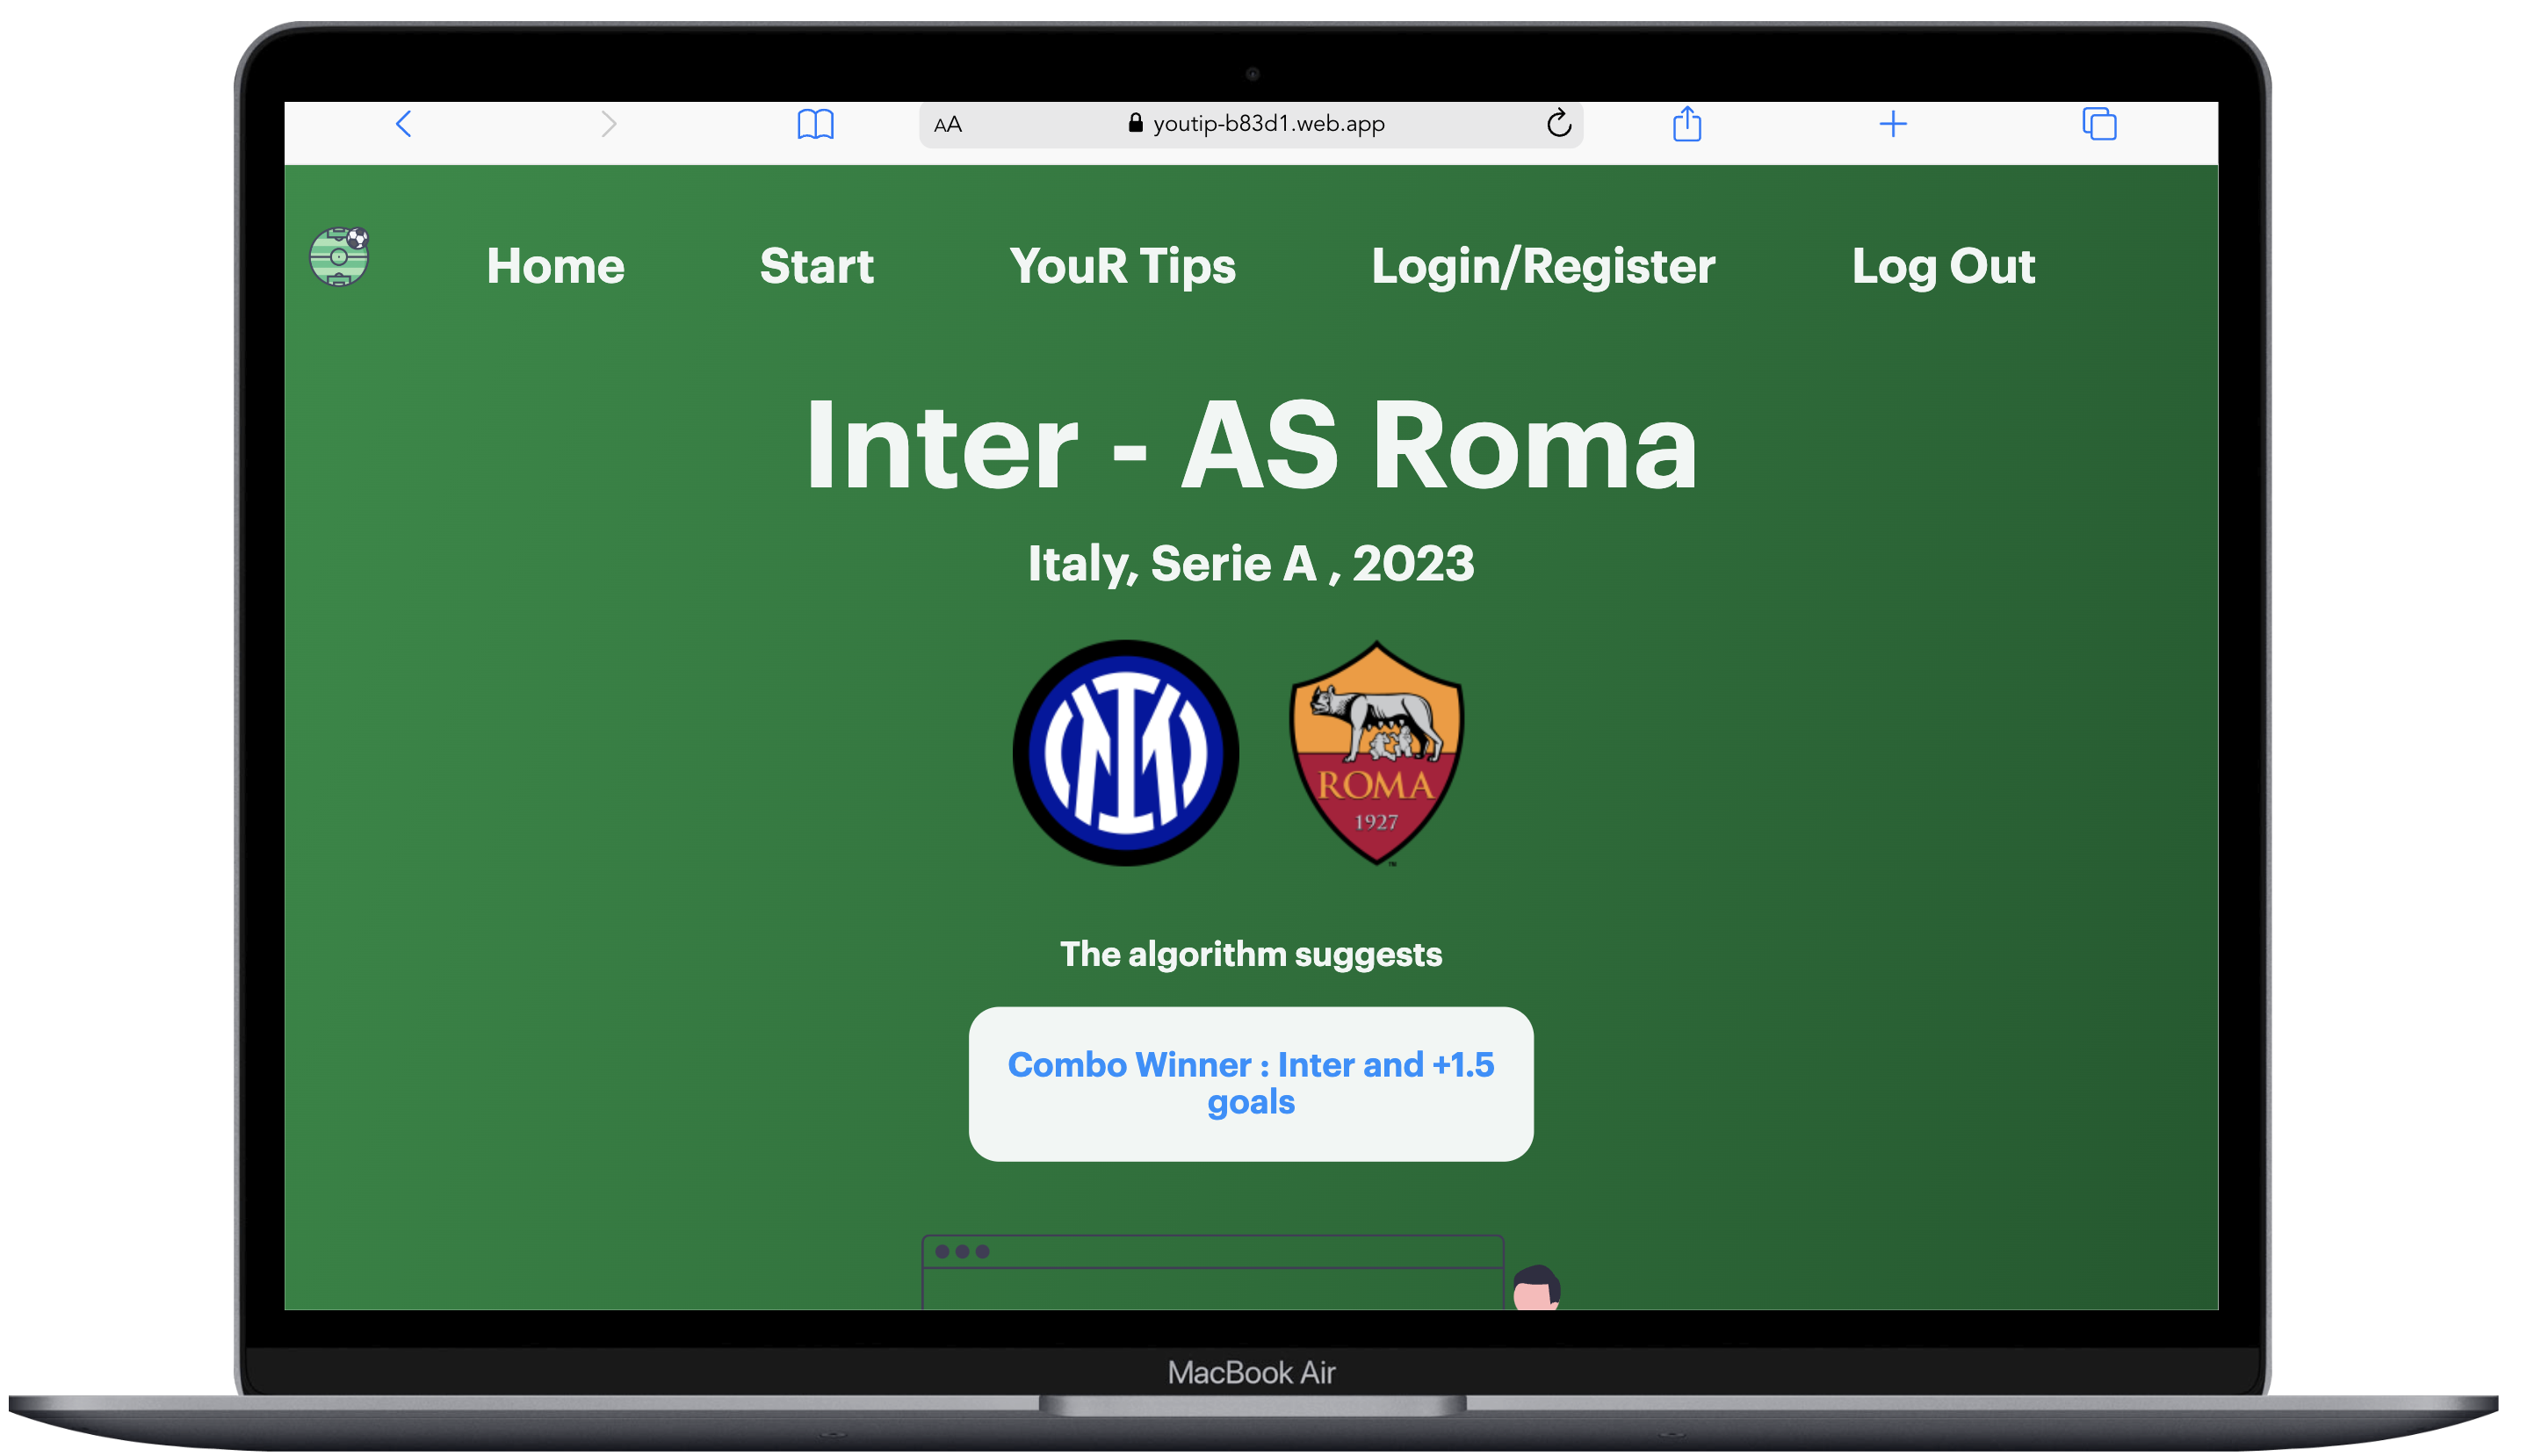 AA youtip-b83d1.web.app
Home Start YouR Tips Login/Register Log Out
Inter - AS Roma
Italy, Serie A , 2023
ROMA
1927
™
The algorithm suggests
Combo Winner : Inter and +1.5
goals
MacBook Air